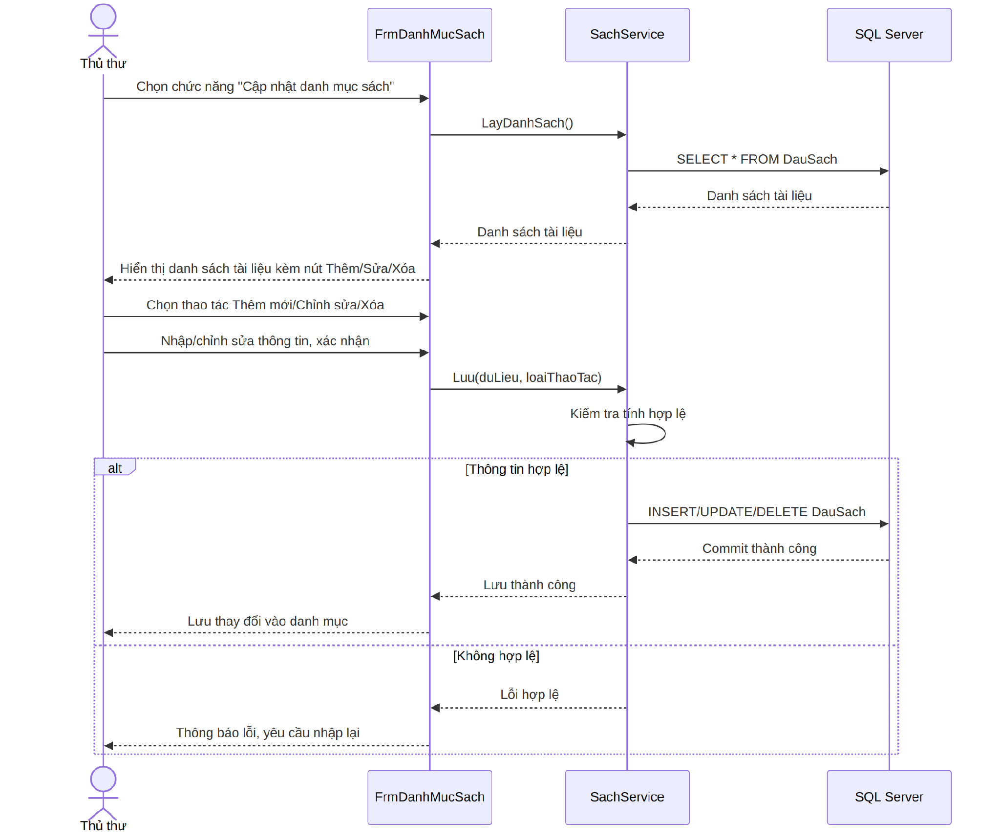 Thủ thư
FrmDanhMucSach
SachService
SQL Server
Chọn chức năng "Cập nhật danh mục sách"
LayDanhSach()
SELECT * FROM DauSach
Danh sách tài liệu
Danh sách tài liệu
Hiển thị danh sách tài liệu kèm nút Thêm/Sửa/Xóa
Chọn thao tác Thêm mới/Chỉnh sửa/Xóa
Nhập/chỉnh sửa thông tin, xác nhận
Luu(duLieu, loaiThaoTac)
Kiểm tra tính hợp lệ
alt
[Thông tin hợp lệ]
INSERT/UPDATE/DELETE DauSach
Commit thành công
Lưu thành công
Lưu thay đổi vào danh mục
[Không hợp lệ]
Lỗi hợp lệ
Thông báo lỗi, yêu cầu nhập lại
Thủ thư
FrmDanhMucSach
SachService
SQL Server